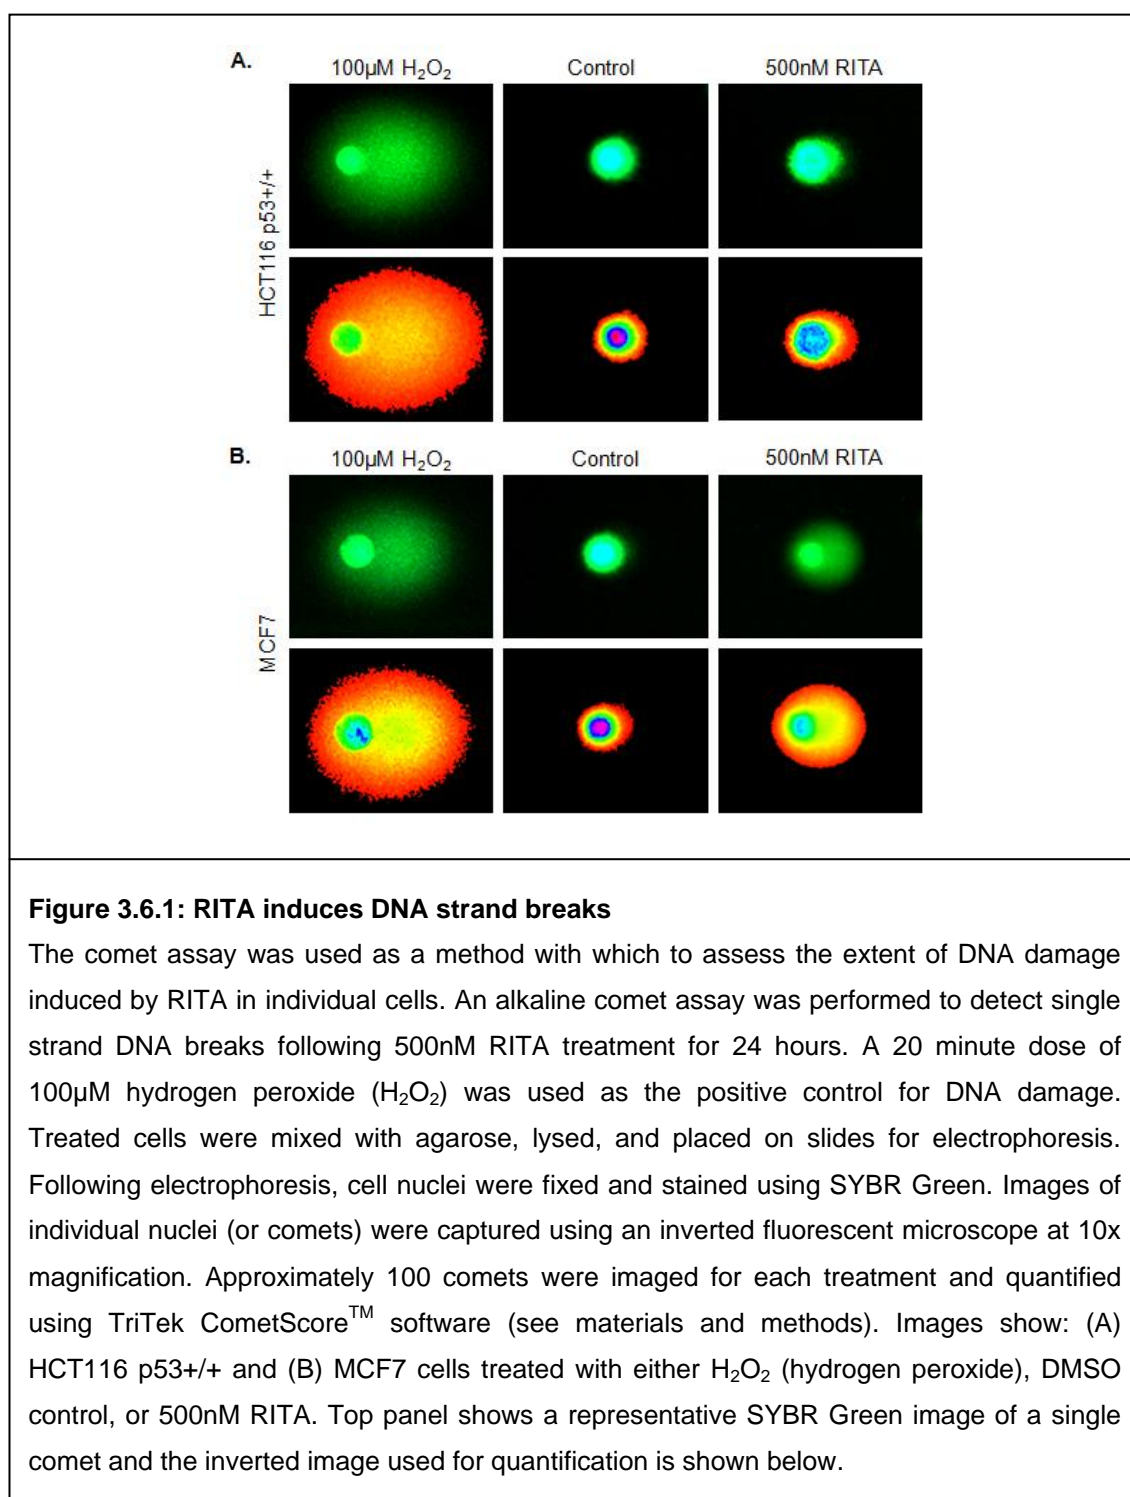 A.
100µM H₂O₂ Control 500nM RITA
HCT116 p53+/+
B.
100µM H₂O₂ Control 500nM RITA
MCF7
Figure 3.6.1: RITA induces DNA strand breaks
The comet assay was used as a method with which to assess the extent of DNA damage
induced by RITA in individual cells. An alkaline comet assay was performed to detect single
strand DNA breaks following 500nM RITA treatment for 24 hours. A 20 minute dose of
100µM hydrogen peroxide (H₂O₂) was used as the positive control for DNA damage.
Treated cells were mixed with agarose, lysed, and placed on slides for electrophoresis.
Following electrophoresis, cell nuclei were fixed and stained using SYBR Green. Images of
individual nuclei (or comets) were captured using an inverted fluorescent microscope at 10x
magnification. Approximately 100 comets were imaged for each treatment and quantified
using TriTek CometScore™ software (see materials and methods). Images show: (A)
HCT116 p53+/+ and (B) MCF7 cells treated with either H₂O₂ (hydrogen peroxide), DMSO
control, or 500nM RITA. Top panel shows a representative SYBR Green image of a single
comet and the inverted image used for quantification is shown below.